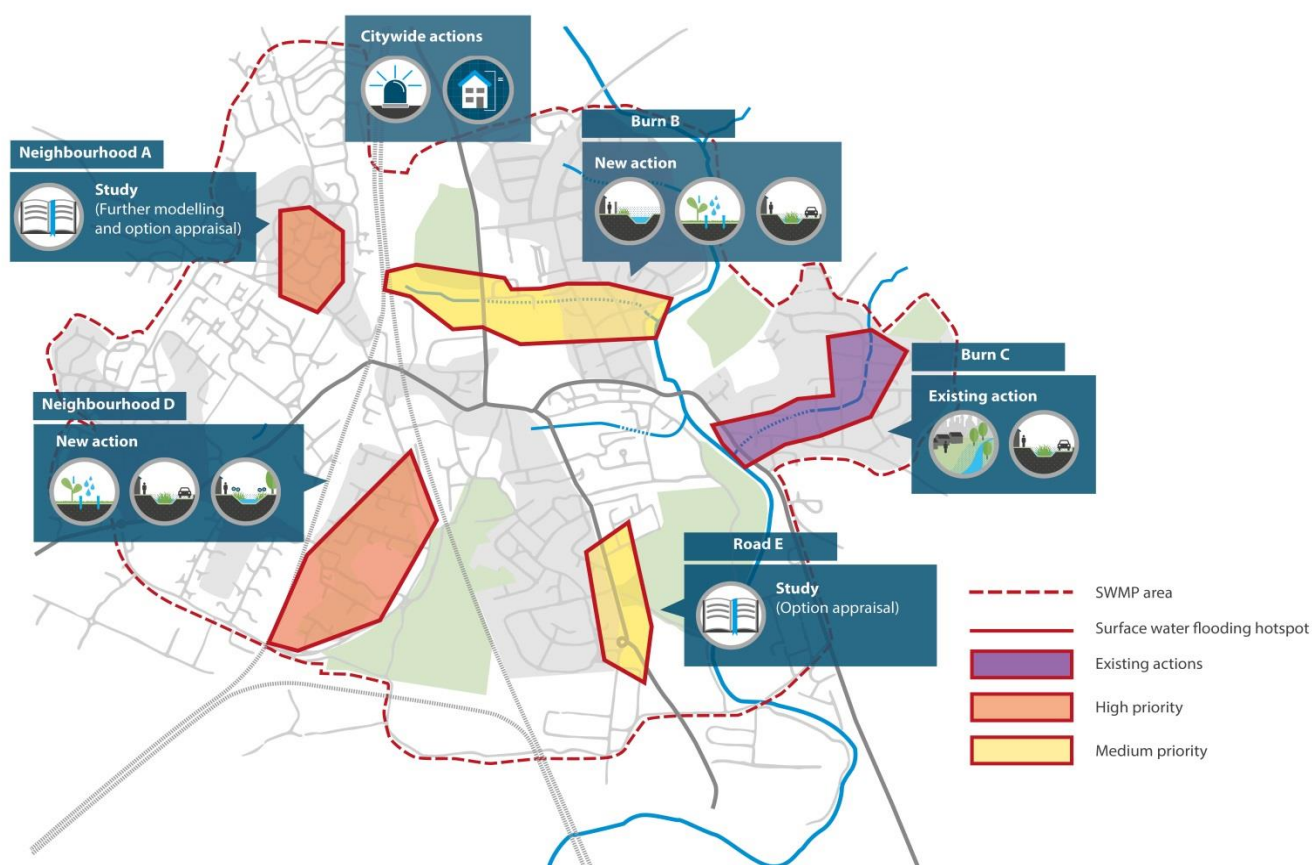 Citywide actions
Burn B
New action
Neighbourhood A
Study
(Further modelling
and option appraisal)
Burn C
Existing action
Neighbourhood D
New action
Road E
Study
(Option appraisal)
SWMP area
Surface water flooding hotspot
Existing actions
High priority
Medium priority